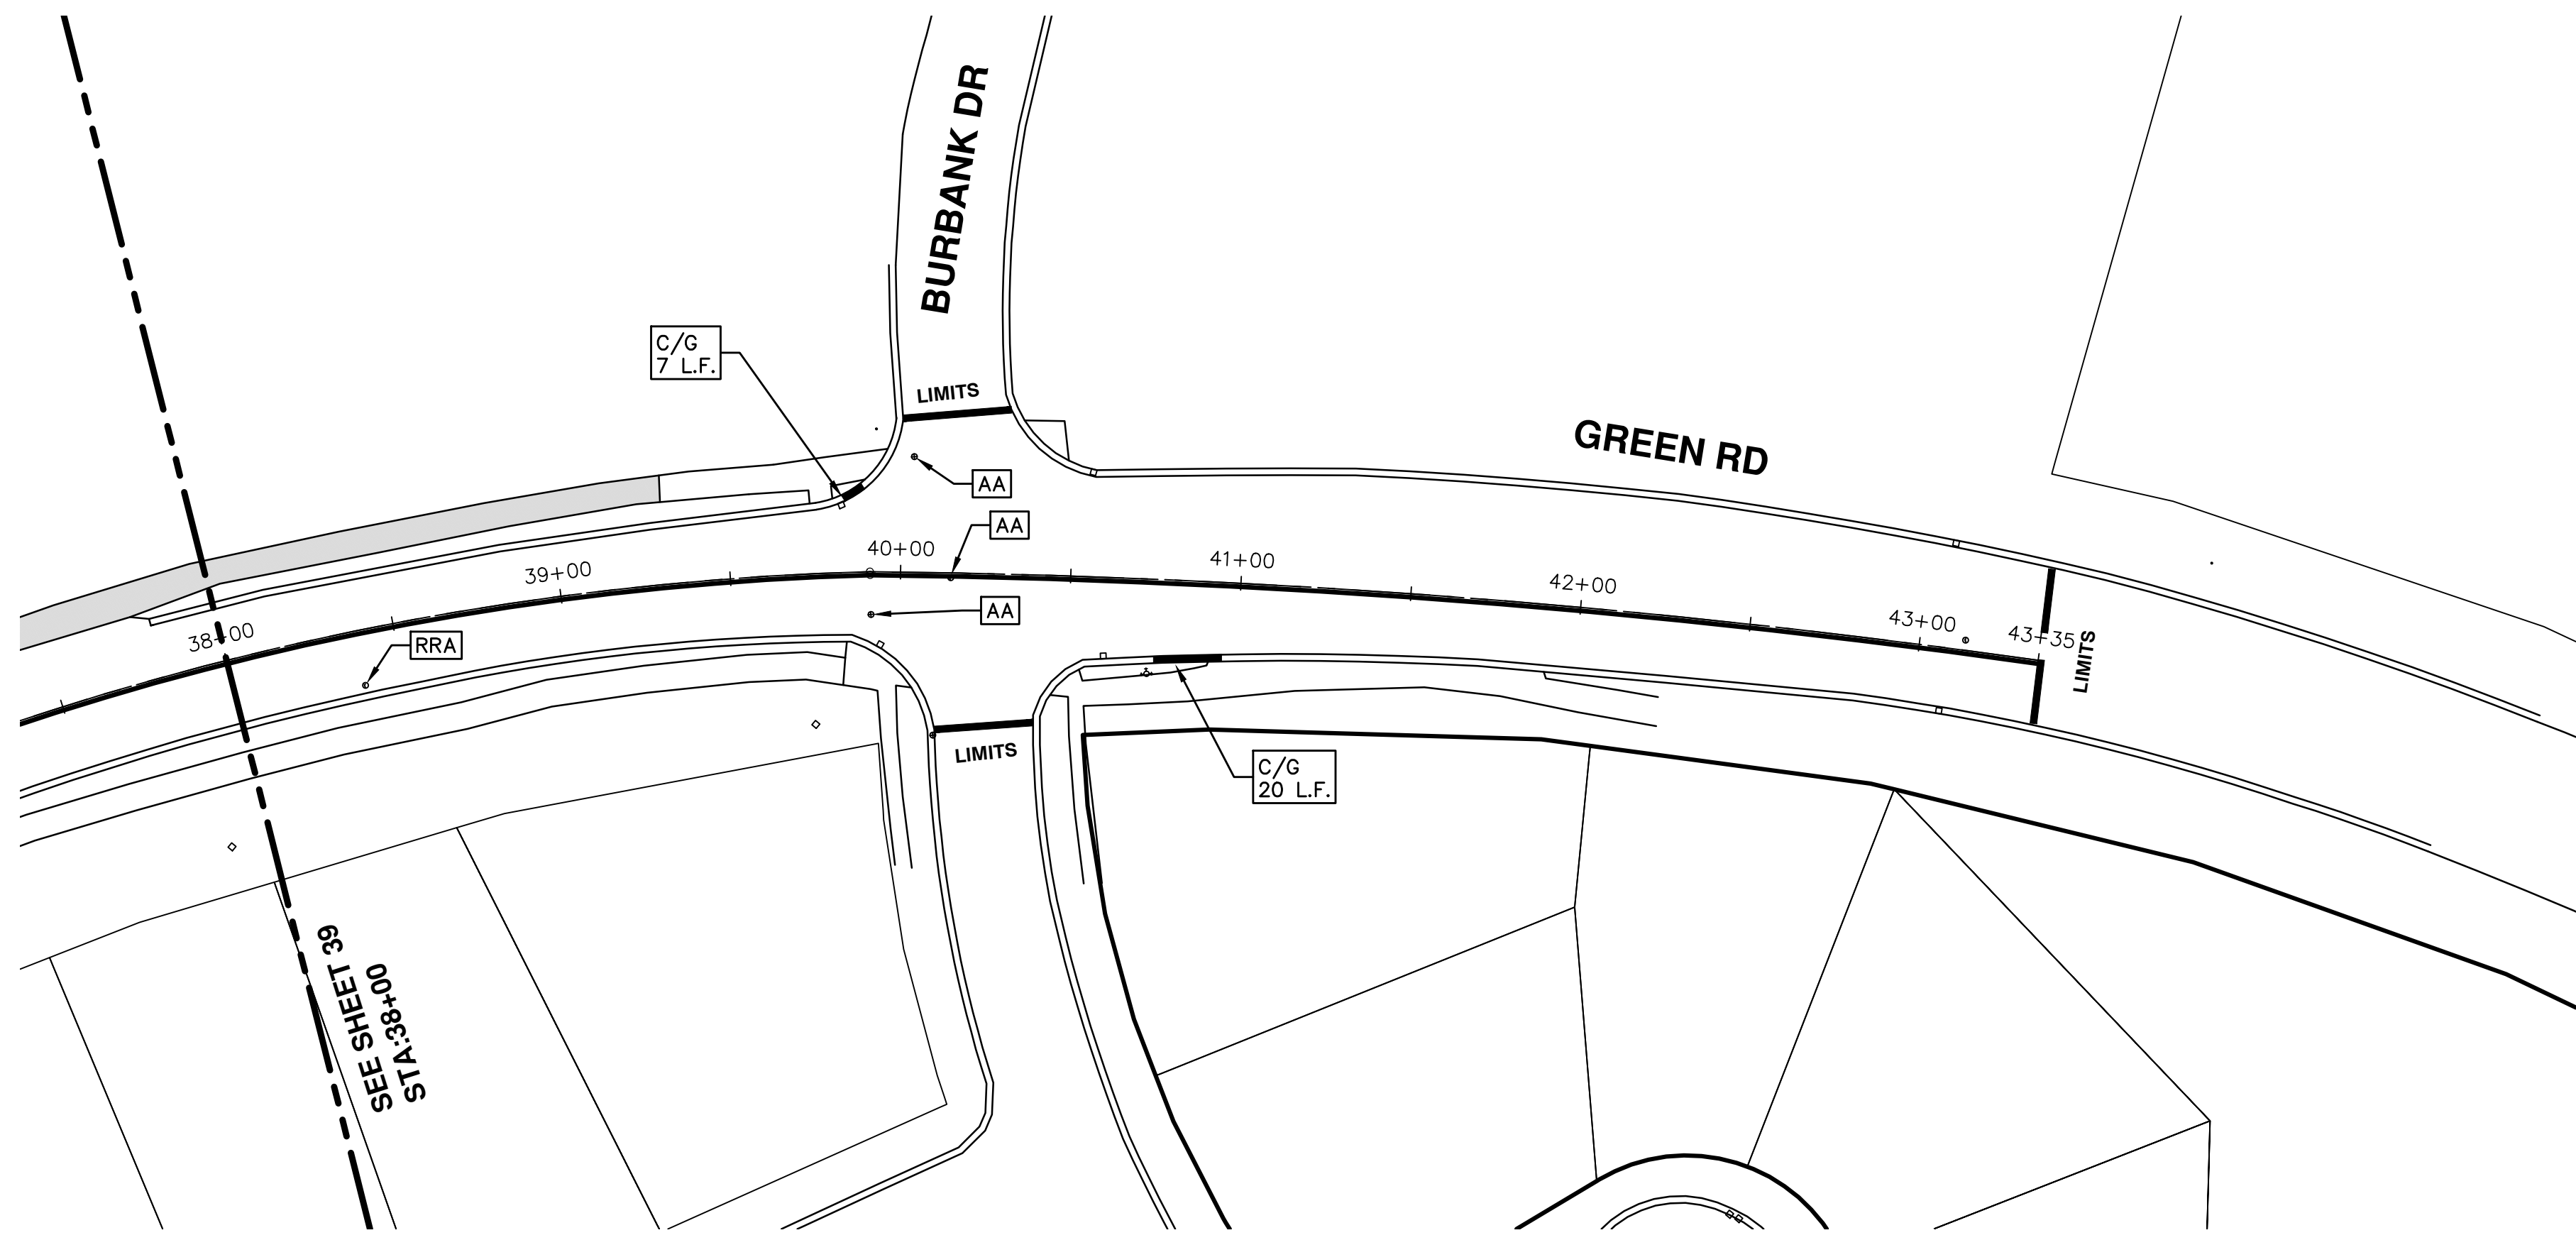 BURBANK DR
C/G
7 L.F.
LIMITS
GREEN RD
AA
AA
40+00
41+00
39+00
42+00
AA
43+00
38+00
43+35
RRA
LIMITS
LIMITS
C/G
20 L.F.
SEE SHEET 39
STA:38+00